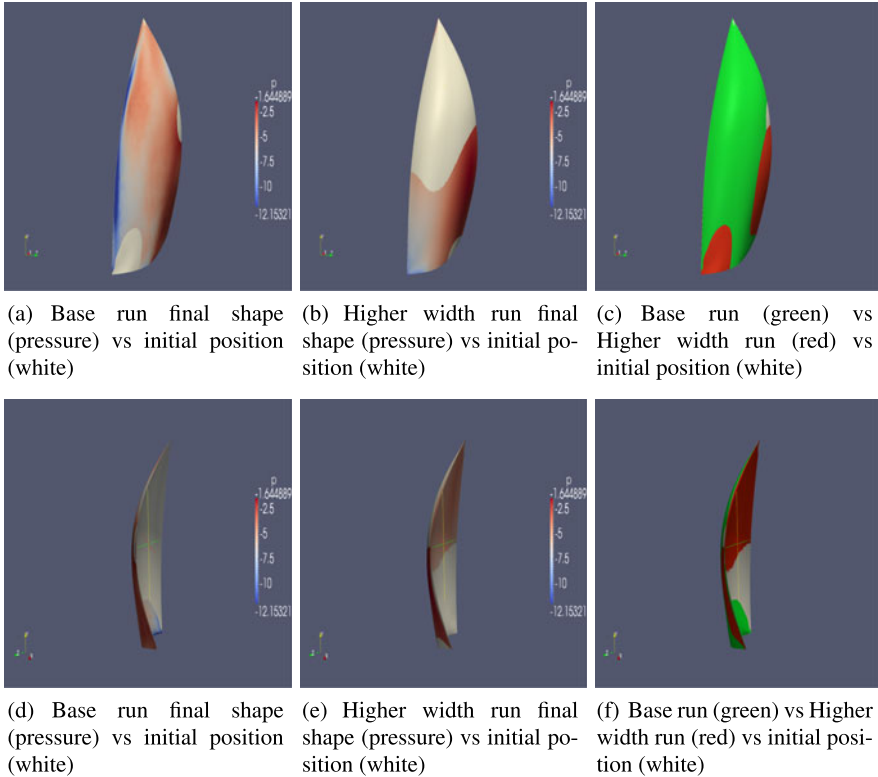 p
-1.644889
-2.5
-5
-7.5
-10
-12.15321
p
-1.644889
-2.5
-5
-7.5
-10
-12.15321
(a) Base run final shape
(pressure) vs initial position
(white)
(b) Higher width run final
shape (pressure) vs initial po-
sition (white)
(c) Base run (green) vs
Higher width run (red) vs
initial position (white)
p
-1.644889
-2.5
-5
-7.5
-10
-12.15321
p
-1.644889
-2.5
-5
-7.5
-10
-12.15321
(d) Base run final shape
(pressure) vs initial position
(white)
(e) Higher width run final
shape (pressure) vs initial po-
sition (white)
(f) Base run (green) vs Higher
width run (red) vs initial posi-
tion (white)